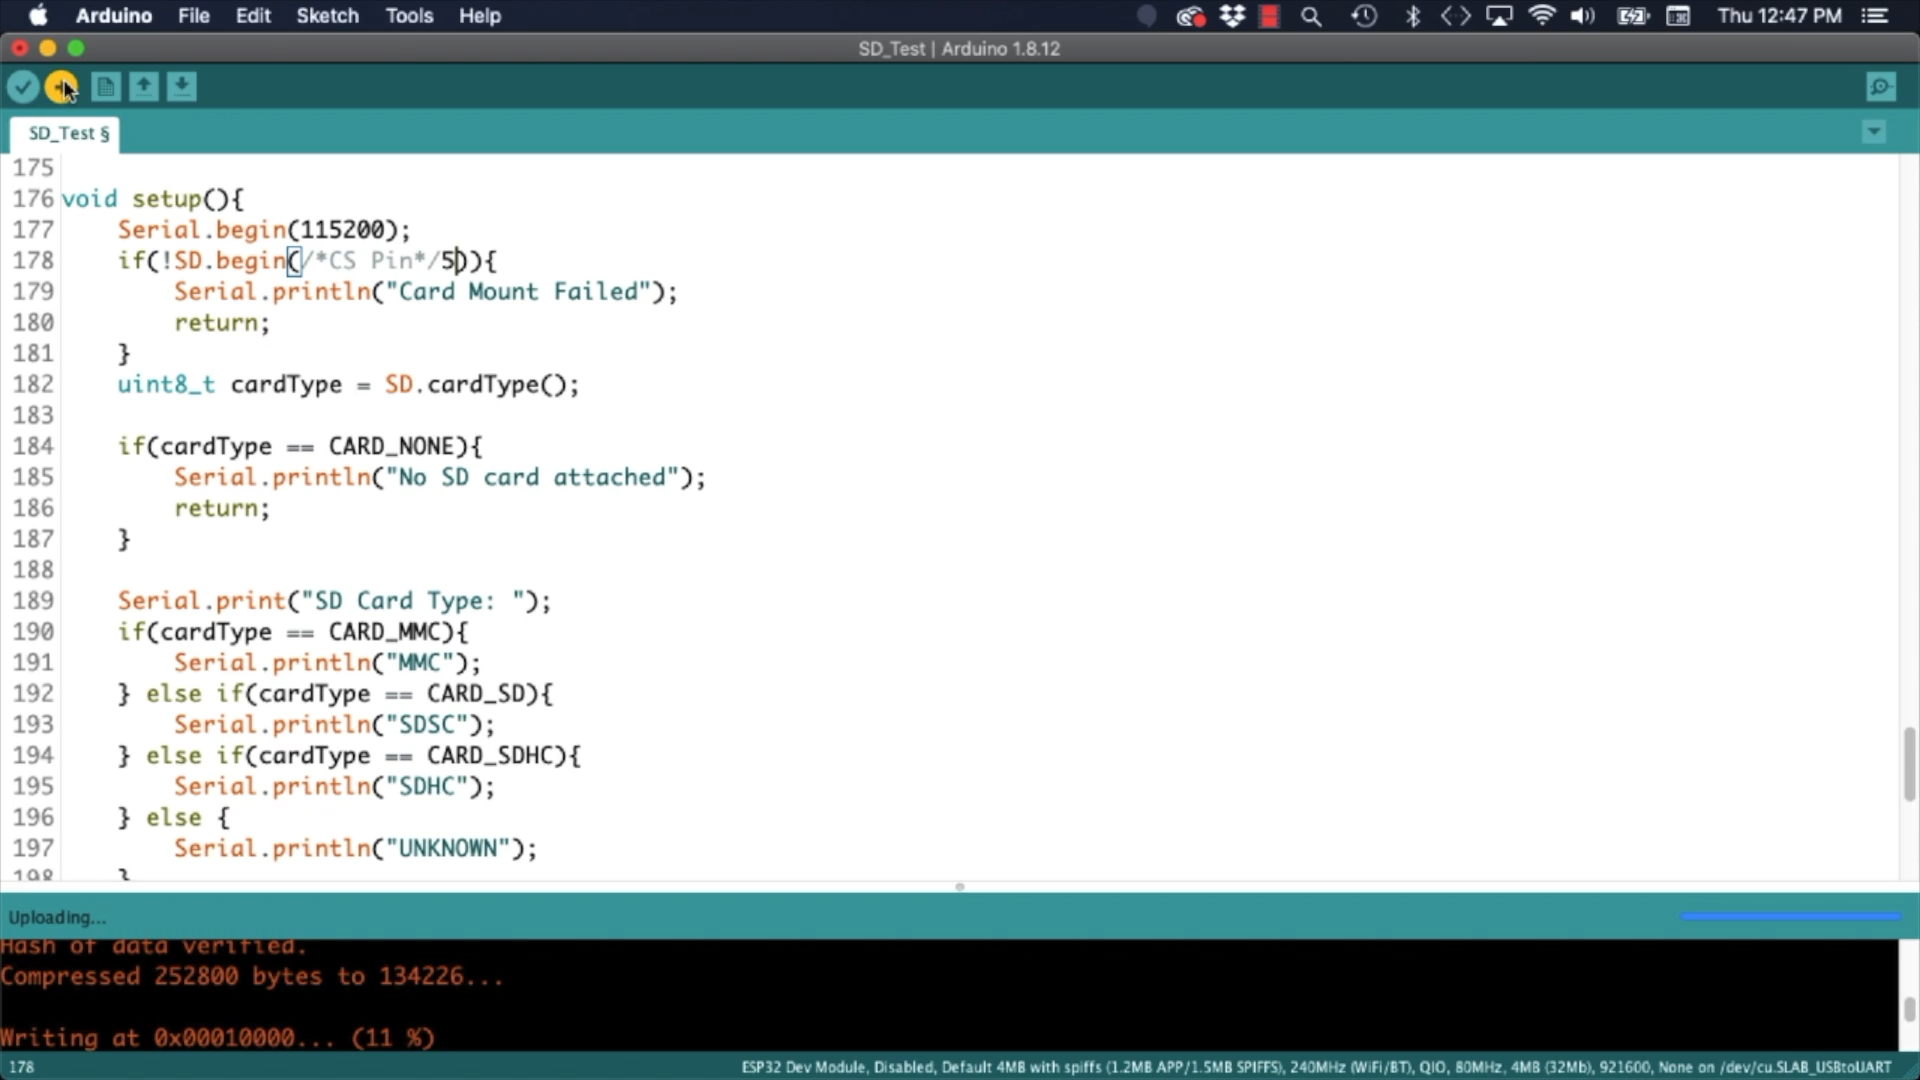 Arduino File Edit Sketch Tools Help Thu 12:47 PM
SD_Test | Arduino 1.8.12
SD_Test §
175
176 void setup(){
177 Serial.begin(115200);
178 if(!SD.begin(/*CS Pin*/5)){
179 Serial.println("Card Mount Failed");
180 return;
181 }
182 uint8_t cardType = SD.cardType();
183
184 if(cardType == CARD_NONE){
185 Serial.println("No SD card attached");
186 return;
187 }
188
189 Serial.print("SD Card Type: ");
190 if(cardType == CARD_MMC){
191 Serial.println("MMC");
192 } else if(cardType == CARD_SD){
193 Serial.println("SDSC");
194 } else if(cardType == CARD_SDHC){
195 Serial.println("SDHC");
196 } else {
197 Serial.println("UNKNOWN");
198 }
Uploading...
Hash of data verified.
Compressed 252800 bytes to 134226...
Writing at 0x00010000... (11 %)
178 ESP32 Dev Module, Disabled, Default 4MB with spiffs (1.2MB APP/1.5MB SPIFFS), 240MHz (WiFi/BT), QIO, 80MHz, 4MB (32Mb), 921600, None on /dev/cu.SLAB_USBtoUART